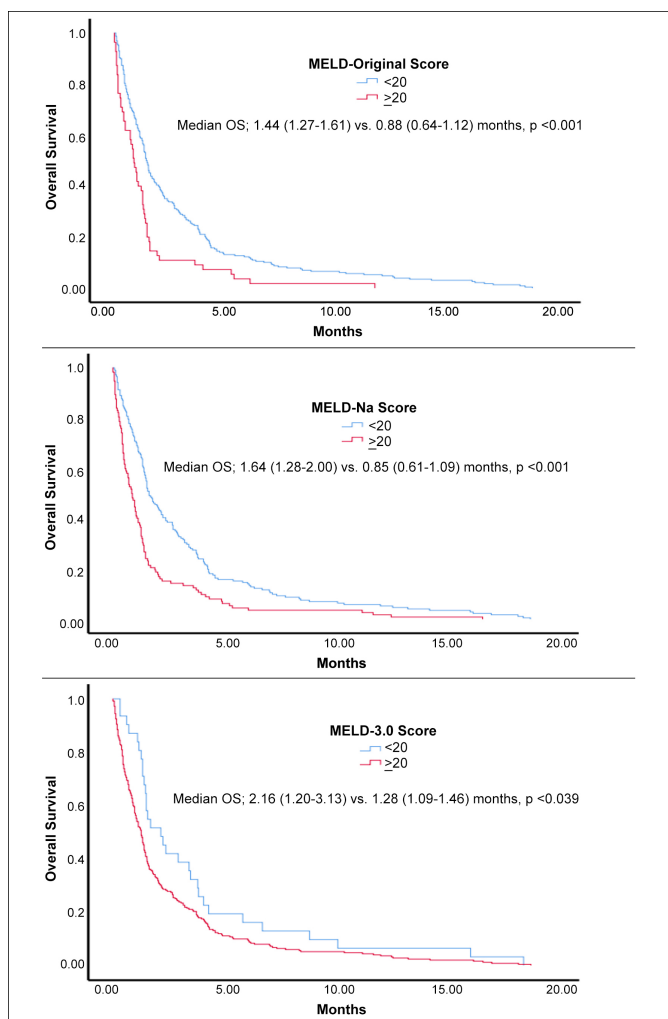 MELD-Original Score
<20
≥20
Median OS; 1.44 (1.27-1.61) vs. 0.88 (0.64-1.12) months, p <0.001
Overall Survival
1.0
0.8
0.6
0.4
0.2
0.00
0.00 5.00 10.00 15.00 20.00
Months
MELD-Na Score
<20
≥20
Median OS; 1.64 (1.28-2.00) vs. 0.85 (0.61-1.09) months, p <0.001
Overall Survival
1.0
0.8
0.6
0.4
0.2
0.00
0.00 5.00 10.00 15.00 20.00
Months
MELD-3.0 Score
<20
≥20
Median OS; 2.16 (1.20-3.13) vs. 1.28 (1.09-1.46) months, p <0.039
Overall Survival
1.0
0.8
0.6
0.4
0.2
0.00
0.00 5.00 10.00 15.00 20.00
Months